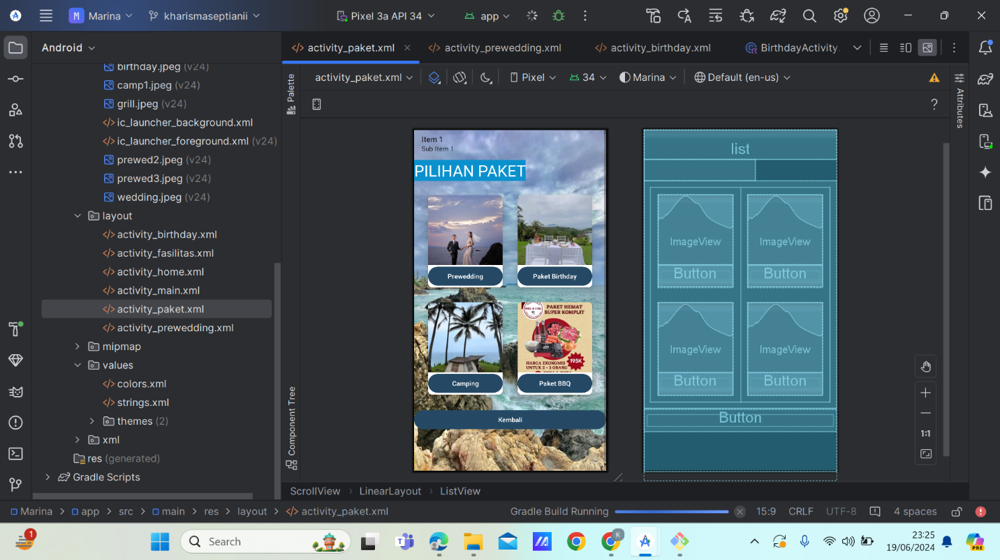 M Marina
kharismaseptianii
Pixel 3a API 34
app
Android
activity_paket.xml
activity_prewedding.xml
activity_birthday.xml
BirthdayActivity.
birthday.jpeg (v24)
camp1.jpeg (v24)
grill.jpeg (v24)
ic_launcher_background.xml
ic_launcher_foreground.xml (v24)
prewed2.jpeg (v24)
prewed3.jpeg (v24)
wedding.jpeg (v24)
layout
activity_birthday.xml
activity_fasilitas.xml
activity_home.xml
activity_main.xml
activity_paket.xml
activity_prewedding.xml
mipmap
values
colors.xml
strings.xml
themes (2)
xml
res (generated)
Gradle Scripts
Palette
Component Tree
activity_paket.xml
Pixel
34
Marina
Default (en-us)
?
Attributes
Item 1
Sub Item 1
PILIHAN PAKET
Prewedding
Paket Birthday
PAKET HEMAT
SUPER KOMPLIT
195K
HARGA EKONOMIS
UNTUK 2 - 3 ORANG
Camping
Paket BBQ
Kembali
list
ImageView
ImageView
Button
Button
ImageView
ImageView
Button
Button
Button
1:1
ScrollView > LinearLayout > ListView
Marina > app > src > main > res > layout > activity_paket.xml
Gradle Build Running
15:9
CRLF
UTF-8
4 spaces
1
Search
K
23:25
19/06/2024
PRE